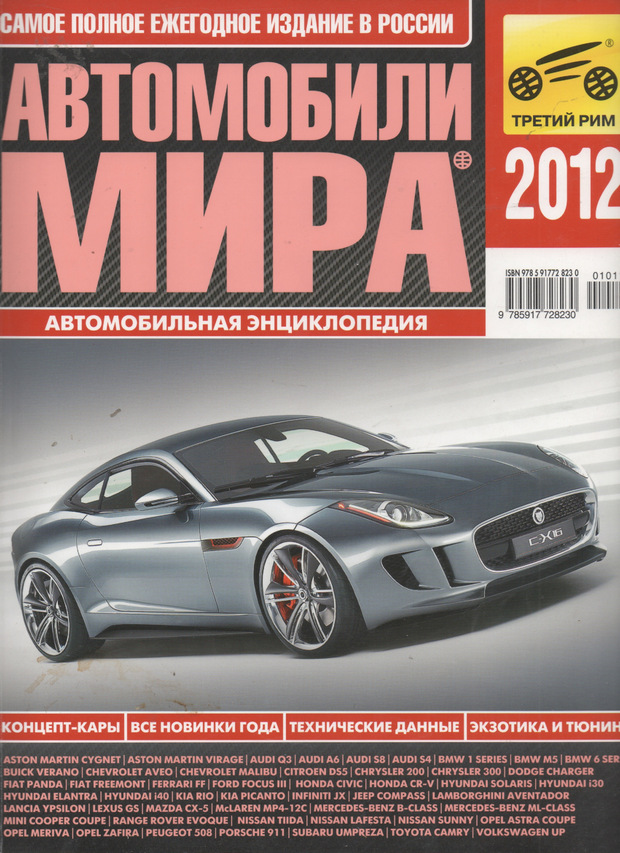 САМОЕ ПОЛНОЕ ЕЖЕГОДНОЕ ИЗДАНИЕ В РОССИИ
АВТОМОБИЛИ
МИРА
АВТОМОБИЛЬНАЯ ЭНЦИКЛОПЕДИЯ
®
ТРЕТИЙ РИМ
2012
ISBN 978 5 91772 823 0
0101
9 785917 728230
C-X16
КОНЦЕПТ-КАРЫ | ВСЕ НОВИНКИ ГОДА | ТЕХНИЧЕСКИЕ ДАННЫЕ | ЭКЗОТИКА И ТЮНИН
ASTON MARTIN CYGNET | ASTON MARTIN VIRAGE | AUDI Q3 | AUDI A6 | AUDI S8 | AUDI S4 | BMW 1 SERIES | BMW M5 | BMW 6 SER
BUICK VERANO | CHEVROLET AVEO | CHEVROLET MALIBU | CITROEN DS5 | CHRYSLER 200 | CHRYSLER 300 | DODGE CHARGER
FIAT PANDA | FIAT FREEMONT | FERRARI FF | FORD FOCUS III | HONDA CIVIC | HONDA CR-V | HYUNDAI SOLARIS | HYUNDAI i30
HYUNDAI ELANTRA | HYUNDAI i40 | KIA RIO | KIA PICANTO | INFINITI JX | JEEP COMPASS | LAMBORGHINI AVENTADOR
LANCIA YPSILON | LEXUS GS | MAZDA CX-5 | McLAREN MP4-12C | MERCEDES-BENZ B-CLASS | MERCEDES-BENZ ML-CLASS
MINI COOPER COUPE | RANGE ROVER EVOQUE | NISSAN TIIDA | NISSAN LAFESTA | NISSAN SUNNY | OPEL ASTRA COUPE
OPEL MERIVA | OPEL ZAFIRA | PEUGEOT 508 | PORSCHE 911 | SUBARU UMPREZA | TOYOTA CAMRY | VOLKSWAGEN UP